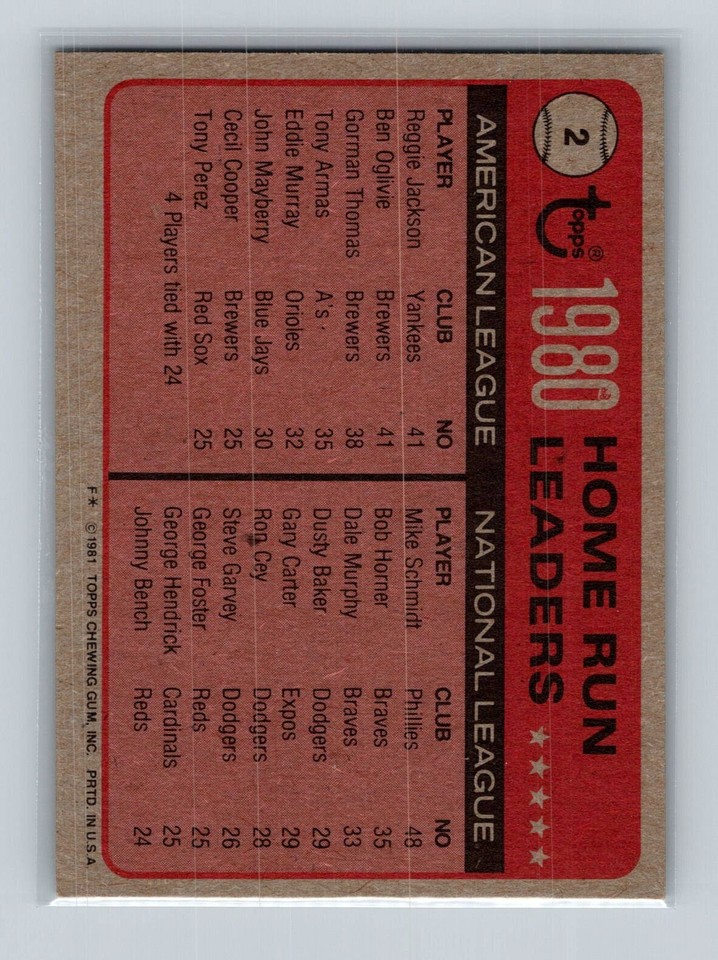 2
Topps®
1980 HOME RUN
LEADERS
AMERICAN LEAGUE
PLAYER CLUB NO
Reggie Jackson Yankees 41
Ben Oglivie Brewers 41
Gorman Thomas Brewers 38
Tony Armas A's 35
Eddie Murray Orioles 32
John Mayberry Blue Jays 30
Cecil Cooper Brewers 25
Tony Perez Red Sox 25
4 Players tied with 24
NATIONAL LEAGUE
PLAYER CLUB NO
Mike Schmidt Phillies 48
Bob Horner Braves 35
Dale Murphy Braves 33
Dusty Baker Dodgers 29
Gary Carter Expos 29
Ron Cey Dodgers 28
Steve Garvey Dodgers 26
George Foster Reds 25
George Hendrick Cardinals 25
Johnny Bench Reds 24
F* ©1981 TOPPS CHEWING GUM, INC. PRTD. IN U.S.A